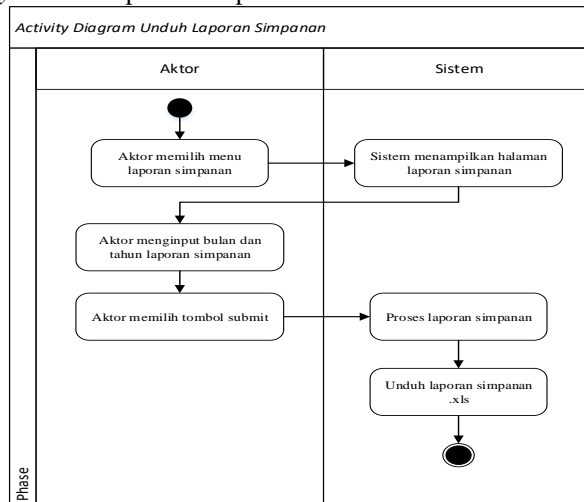 Activity Diagram Unduh Laporan Simpanan
Aktor
Sistem
Aktor memilih menu
laporan simpanan
Sistem menampilkan halaman
laporan simpanan
Aktor menginput bulan dan
tahun laporan simpanan
Aktor memilih tombol submit
Proses laporan simpanan
Unduh laporan simpanan
.xls
Phase